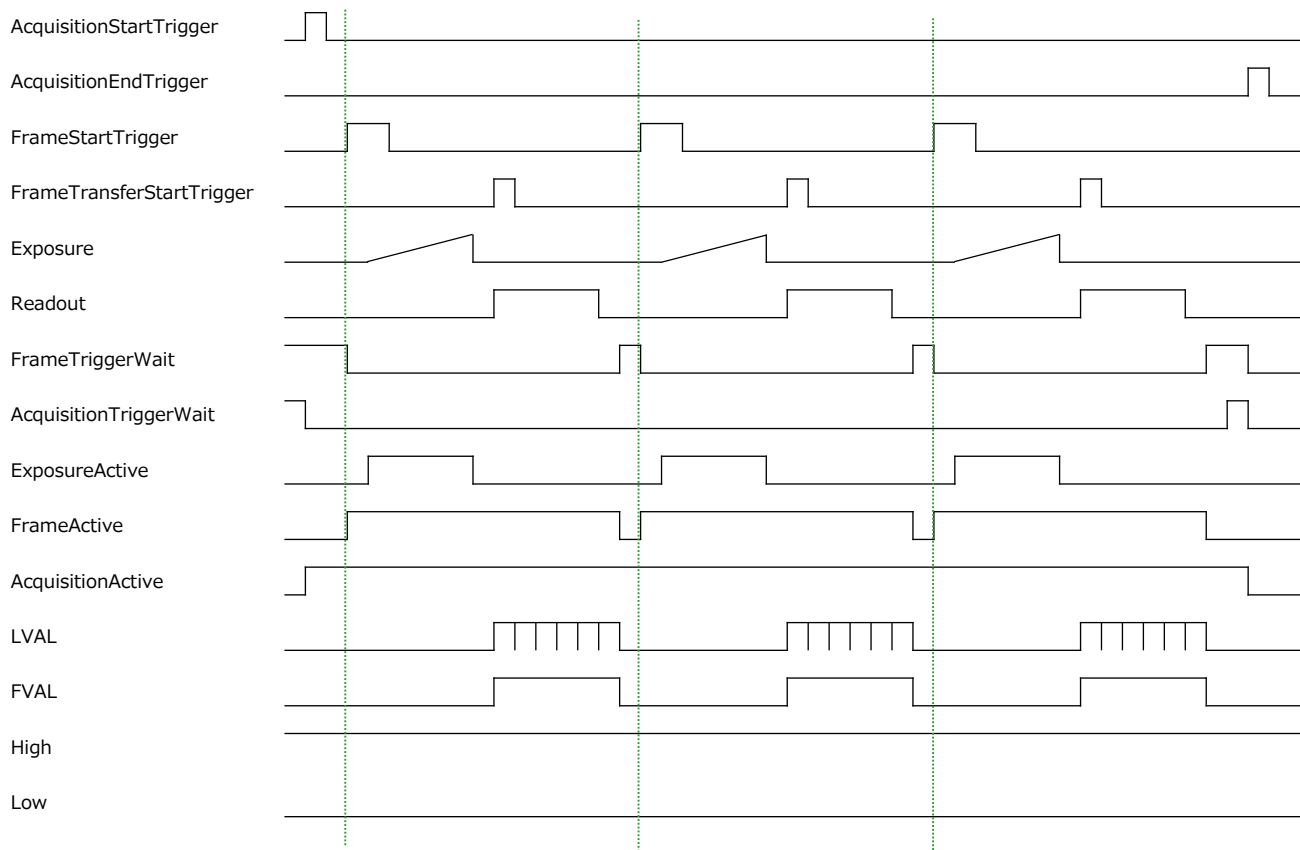 AcquisitionStartTrigger
AcquisitionEndTrigger
FrameStartTrigger
FrameTransferStartTrigger
Exposure
Readout
FrameTriggerWait
AcquisitionTriggerWait
ExposureActive
FrameActive
AcquisitionActive
LVAL
FVAL
High
Low